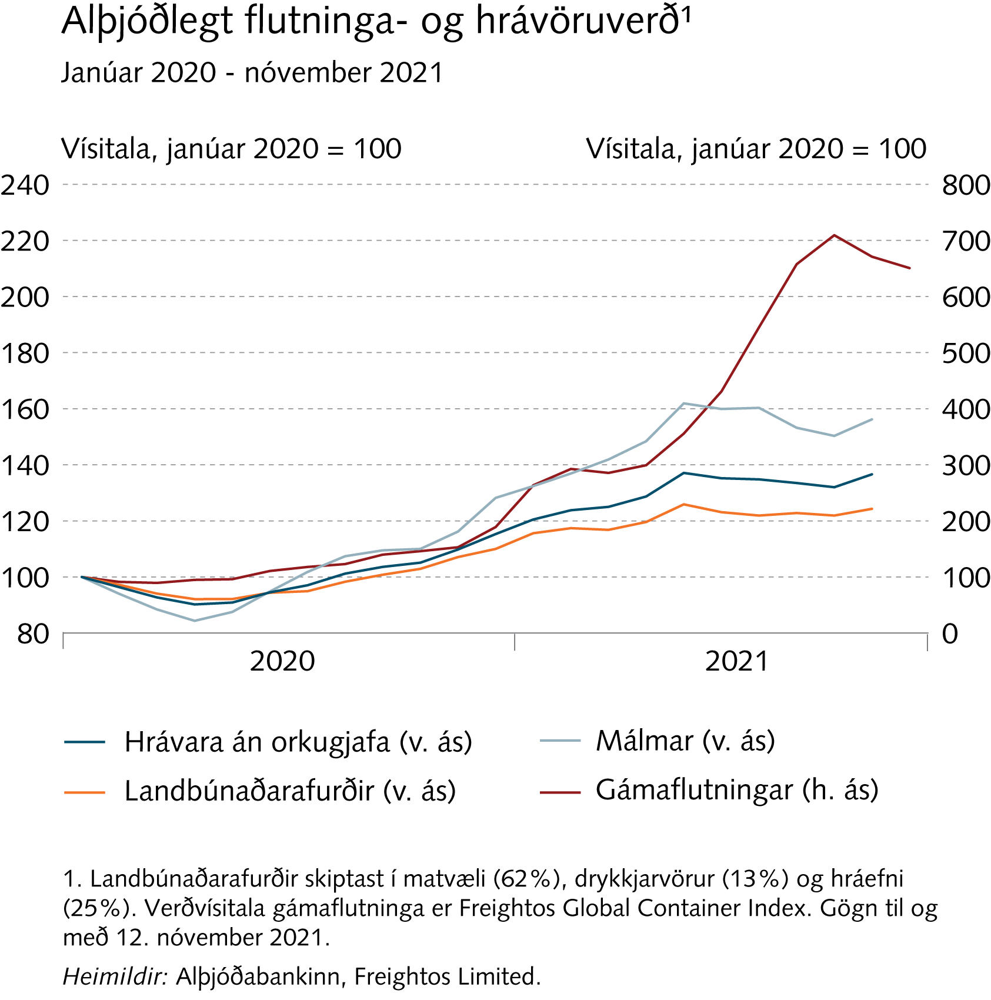 Alþjóðlegt flutninga- og hrávöruverð¹
Janúar 2020 - nóvember 2021
Vísitala, janúar 2020 = 100
Vísitala, janúar 2020 = 100
240 800
220 700
200 600
180 500
160 400
140 300
120 200
100 100
80 0
2020 2021
Hrávara án orkugjafa (v. ás)
Málmar (v. ás)
Landbúnaðarafurðir (v. ás)
Gámaflutningar (h. ás)
1. Landbúnaðarafurðir skiptast í matvæli (62%), drykkjarvörur (13%) og hráefni
(25%). Verðvísitala gámaflutninga er Freightos Global Container Index. Gögn til og
með 12. nóvember 2021.
Heimildir: Alþjóðabankinn, Freightos Limited.